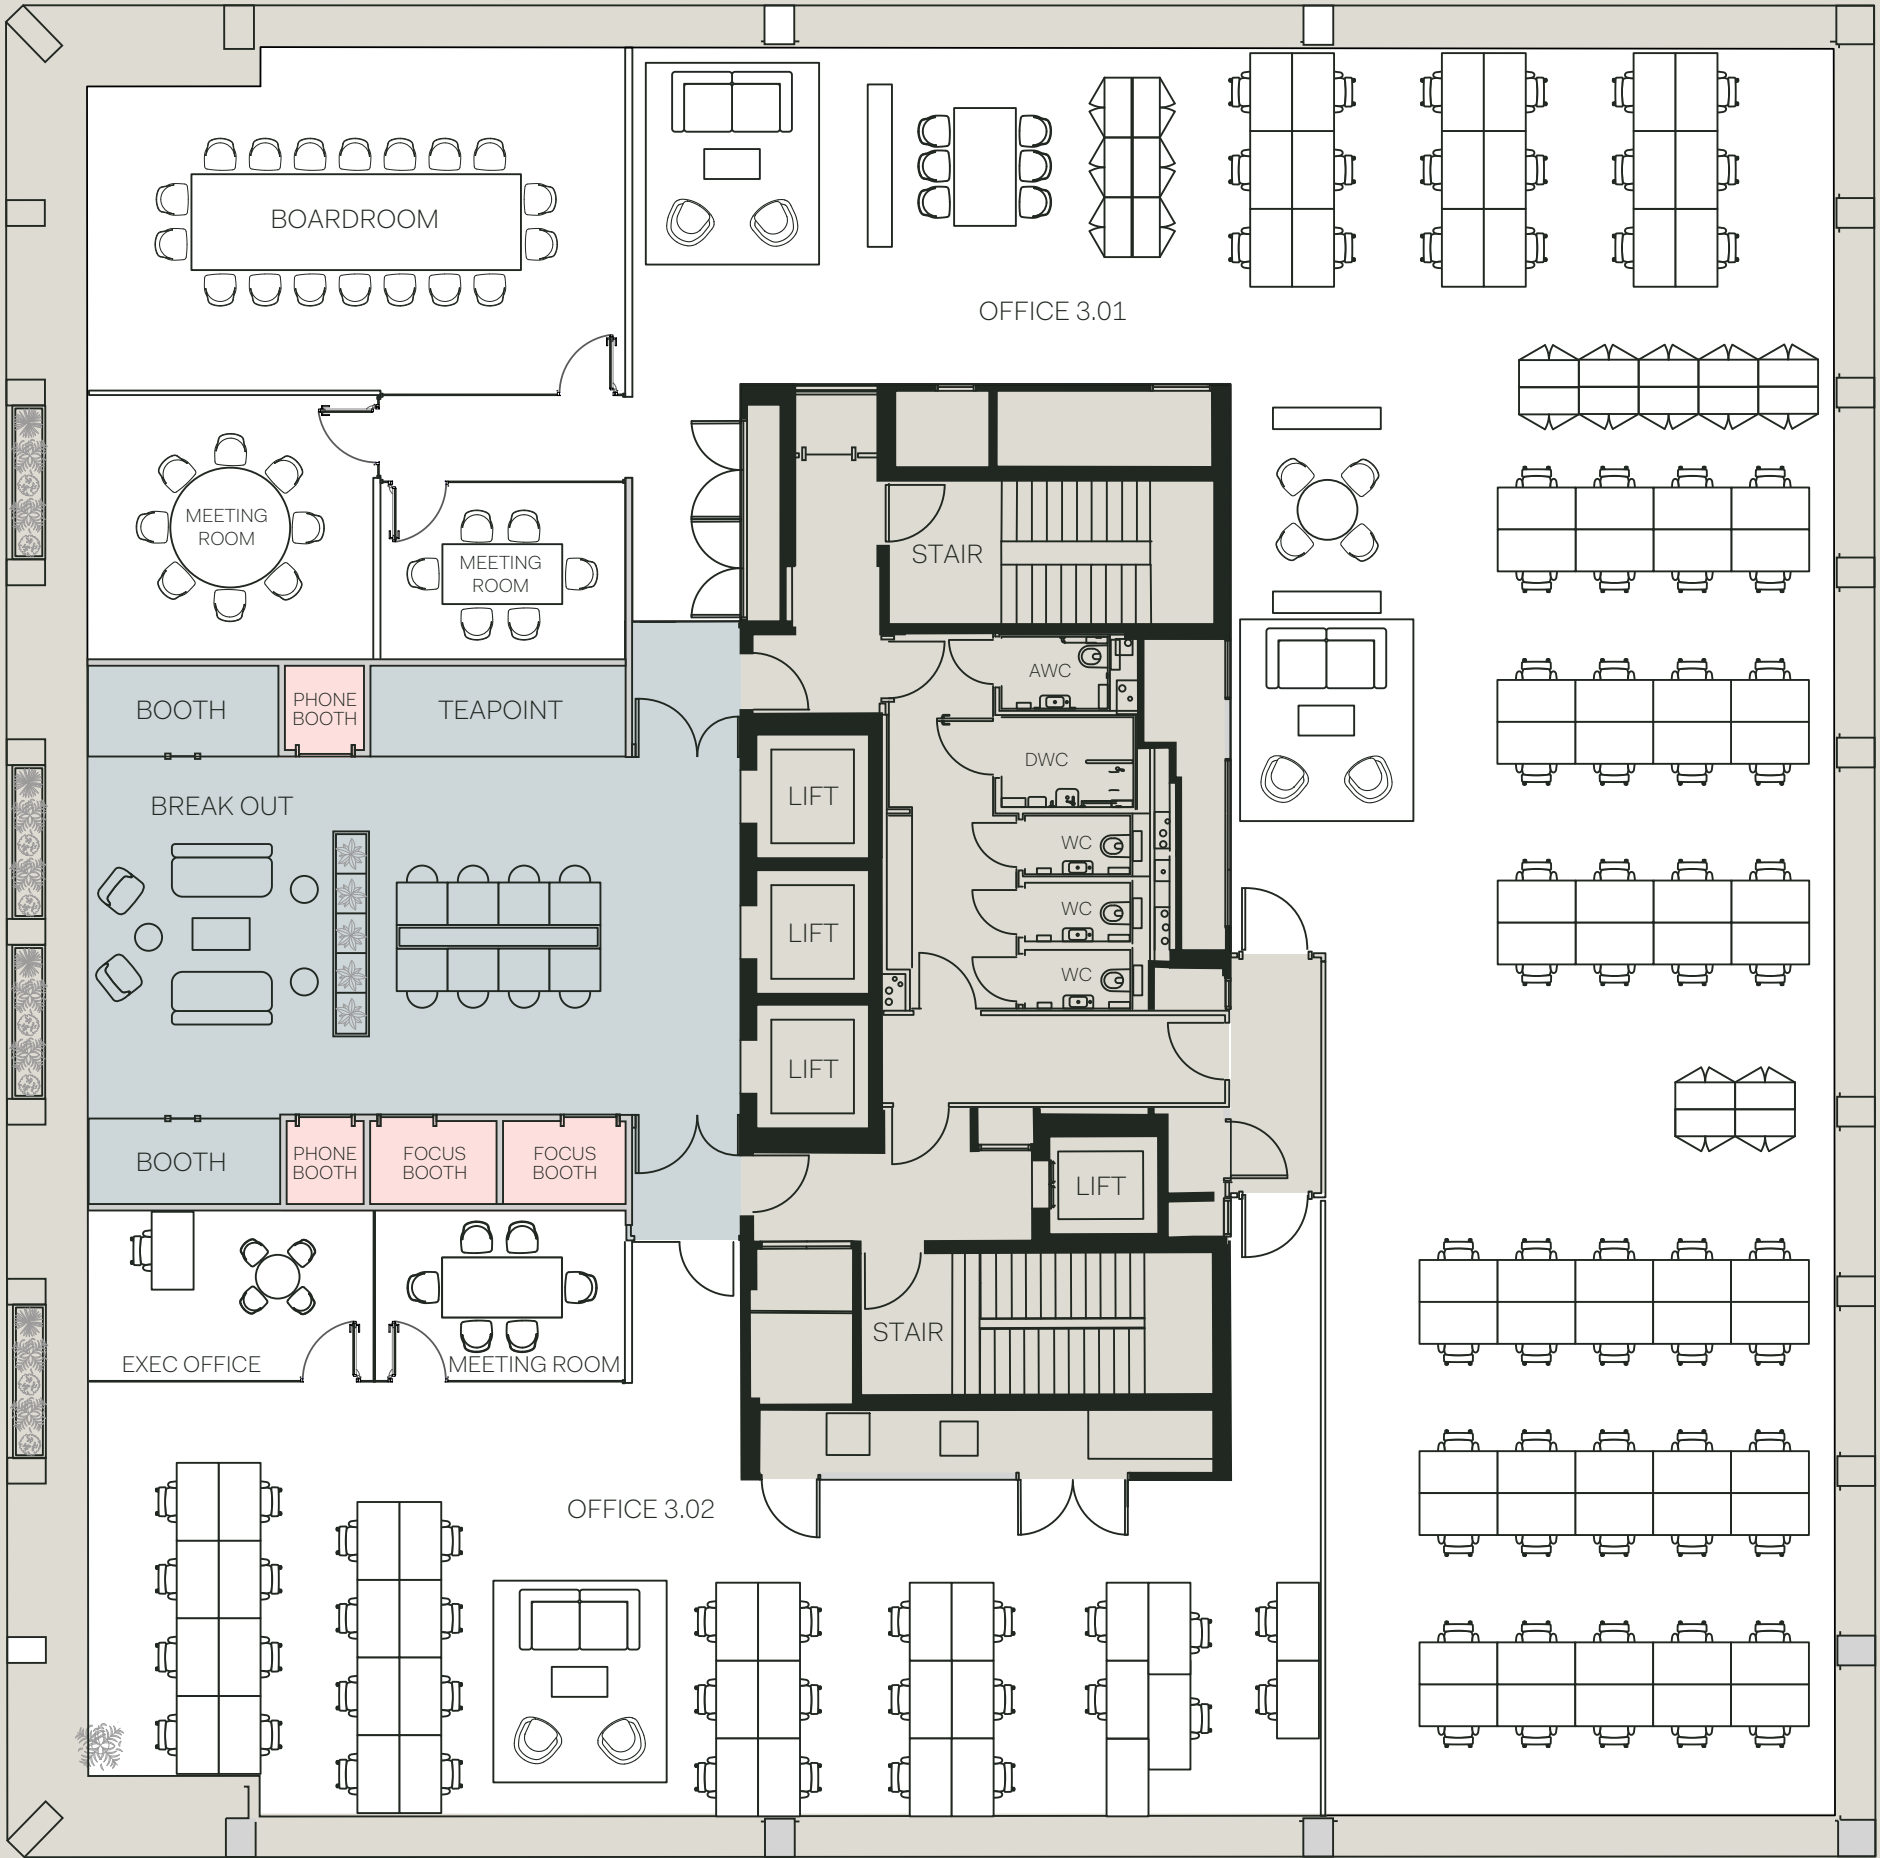 BOARDROOM
OFFICE 3.01
MEETING
ROOM
MEETING
ROOM
STAIR
AWC
BOOTH
PHONE
BOOTH
TEAPOINT
DWC
LIFT
BREAK OUT
WC
WC
LIFT
WC
LIFT
BOOTH
PHONE
BOOTH
FOCUS
BOOTH
FOCUS
BOOTH
LIFT
STAIR
EXEC OFFICE
MEETING ROOM
OFFICE 3.02